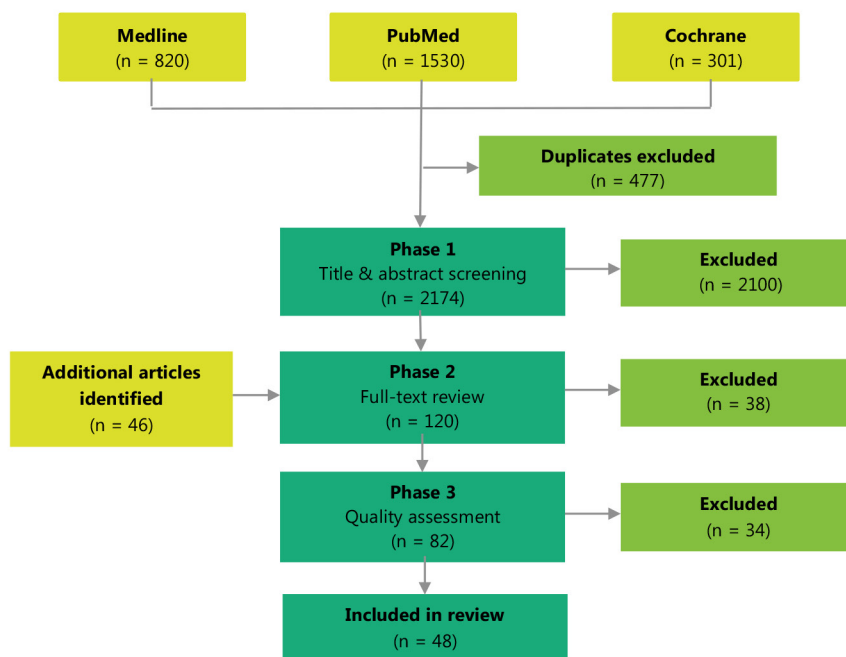 Medline
(n = 820)
PubMed
(n = 1530)
Cochrane
(n = 301)
Duplicates excluded
(n = 477)
Phase 1
Title & abstract screening
(n = 2174)
Excluded
(n = 2100)
Additional articles
identified
(n = 46)
Phase 2
Full-text review
(n = 120)
Excluded
(n = 38)
Phase 3
Quality assessment
(n = 82)
Excluded
(n = 34)
Included in review
(n = 48)